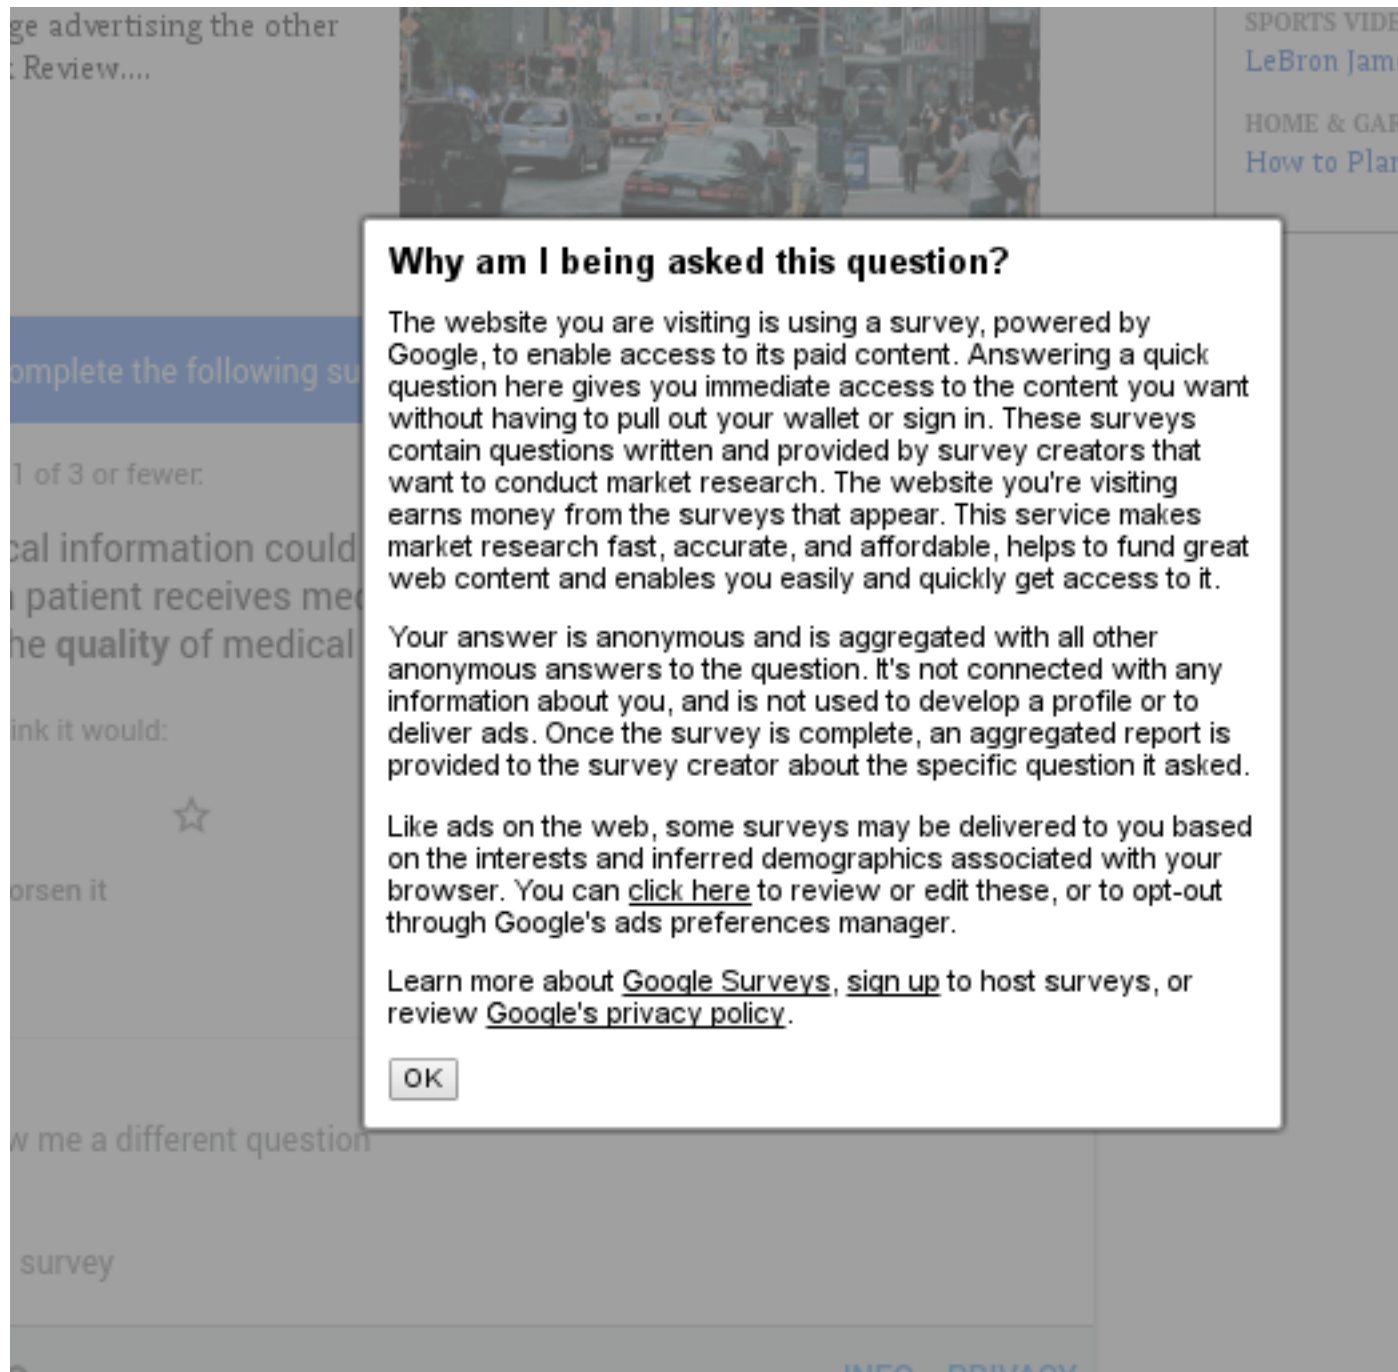 ge advertising the other
Review....
SPORTS VIDE
LeBron Jam
HOME & GAR
How to Plan
omplete the following su
1 of 3 or fewer:
cal information could
patient receives med
he quality of medical
ink it would:
orsen it
w me a different question
survey
Why am I being asked this question?
The website you are visiting is using a survey, powered by
Google, to enable access to its paid content. Answering a quick
question here gives you immediate access to the content you want
without having to pull out your wallet or sign in. These surveys
contain questions written and provided by survey creators that
want to conduct market research. The website you're visiting
earns money from the surveys that appear. This service makes
market research fast, accurate, and affordable, helps to fund great
web content and enables you easily and quickly get access to it.
Your answer is anonymous and is aggregated with all other
anonymous answers to the question. It's not connected with any
information about you, and is not used to develop a profile or to
deliver ads. Once the survey is complete, an aggregated report is
provided to the survey creator about the specific question it asked.
Like ads on the web, some surveys may be delivered to you based
on the interests and inferred demographics associated with your
browser. You can click here to review or edit these, or to opt-out
through Google's ads preferences manager.
Learn more about Google Surveys, sign up to host surveys, or
review Google's privacy policy.
OK
INFO PRIVACY